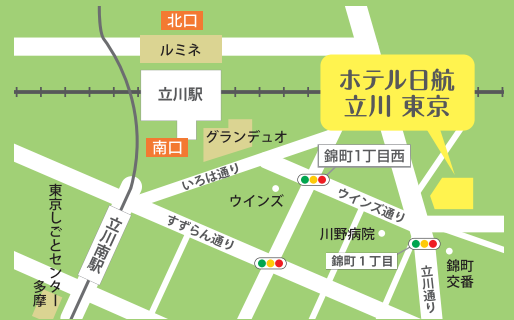 北口
ルミネ
立川駅
ホテル日航
立川 東京
南口
グランデュオ
錦町1丁目西
いろは通り
ウインズ
ウインズ通り
東京しごとセンター
多摩
立川南駅
すずらん通り
川野病院
錦町1丁目
立川通り
錦町
交番